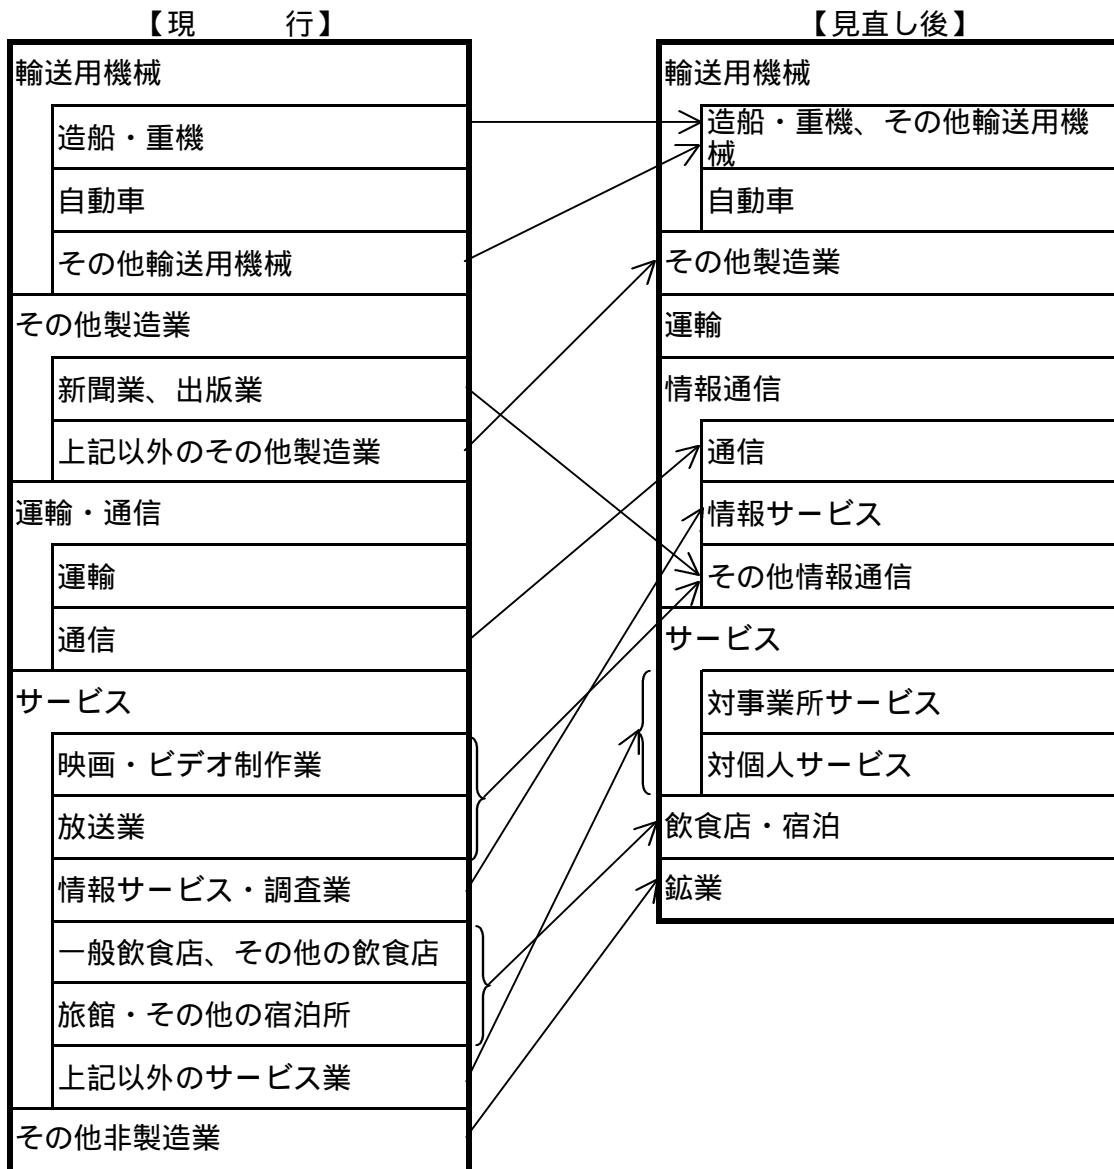 【現　　　行】
輸送用機械
造船・重機
自動車
その他輸送用機械
その他製造業
新聞業、出版業
上記以外のその他製造業
運輸・通信
運輸
通信
サービス
映画・ビデオ制作業
放送業
情報サービス・調査業
一般飲食店、その他の飲食店
旅館・その他の宿泊所
上記以外のサービス業
その他非製造業
【見直し後】
輸送用機械
造船・重機、その他輸送用機
械
自動車
その他製造業
運輸
情報通信
通信
情報サービス
その他情報通信
サービス
対事業所サービス
対個人サービス
飲食店・宿泊
鉱業